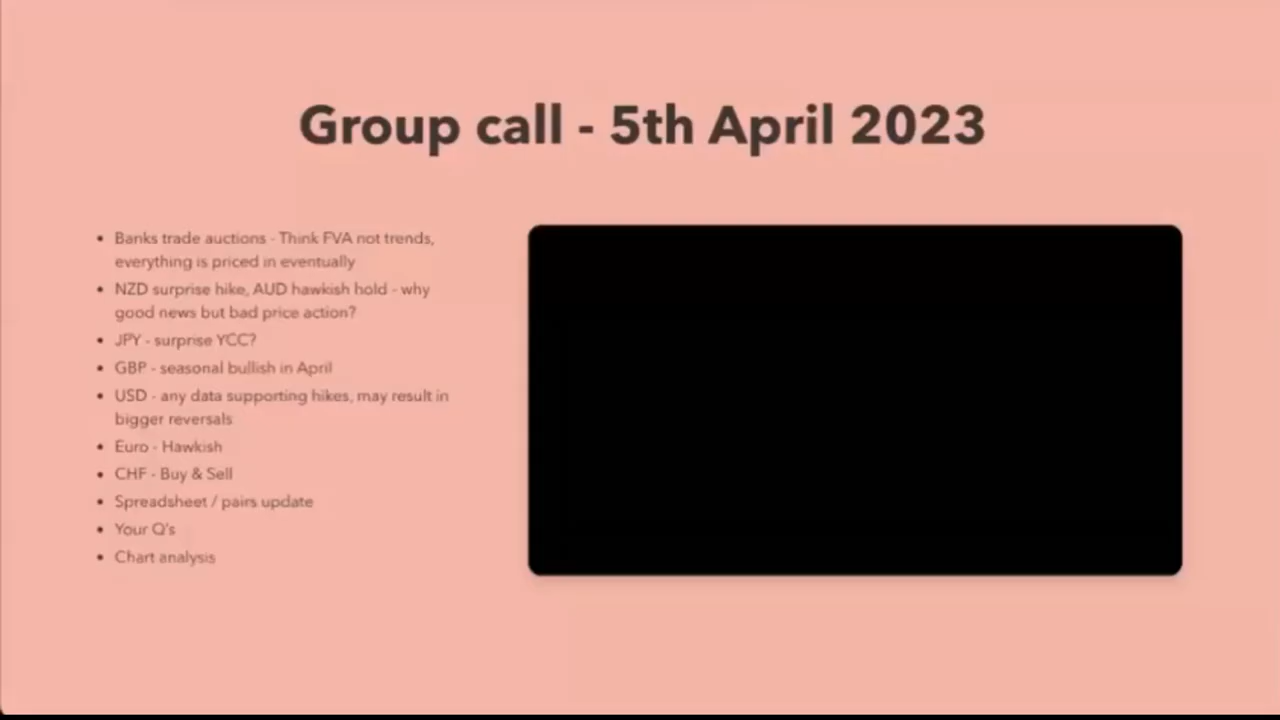 Group call - 5th April 2023
• Banks trade auctions - Think FVA not trends,
everything is priced in eventually
• NZD surprise hike, AUD hawkish hold - why
good news but bad price action?
• JPY - surprise YCC?
• GBP - seasonal bullish in April
• USD - any data supporting hikes, may result in
bigger reversals
• Euro - Hawkish
• CHF - Buy & Sell
• Spreadsheet / pairs update
• Your Q's
• Chart analysis